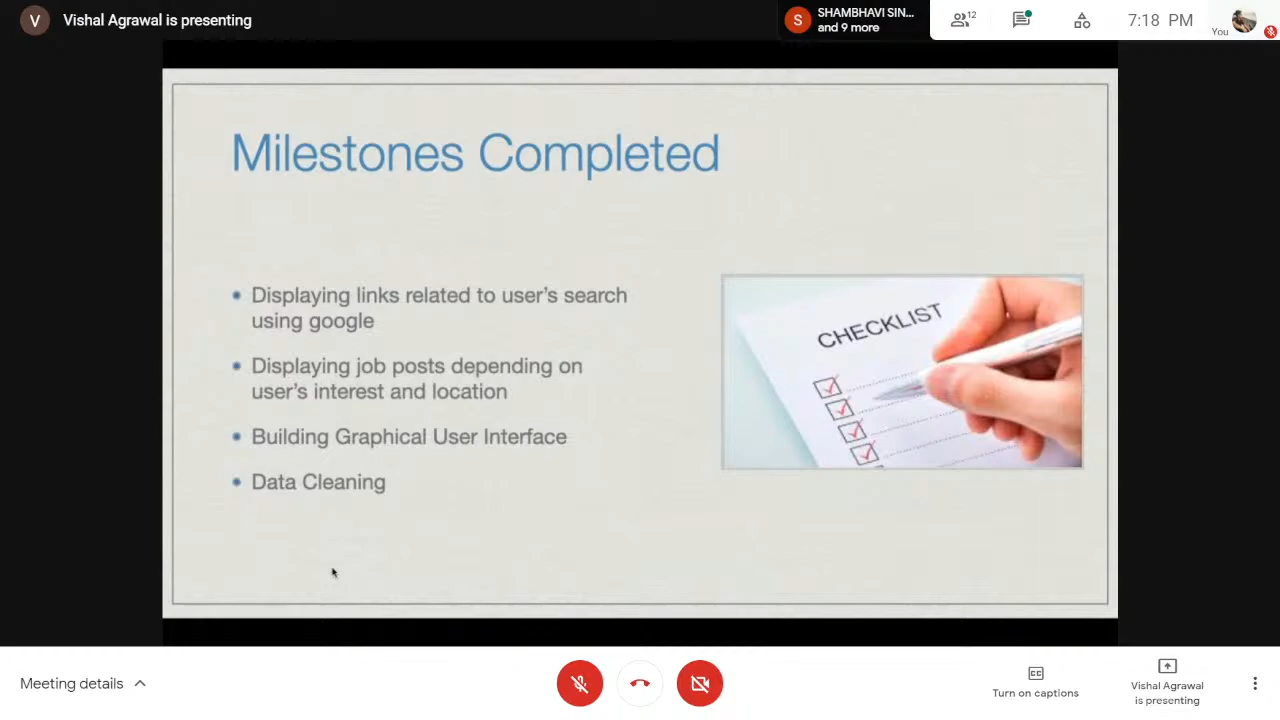 V
Vishal Agrawal is presenting
S
SHAMBHAVI SIN...
and 9 more
12
7:18 PM
You
Milestones Completed
Displaying links related to user's search
using google
Displaying job posts depending on
user's interest and location
Building Graphical User Interface
Data Cleaning
CHECKLIST
Meeting details
CC
Turn on captions
Vishal Agrawal
is presenting